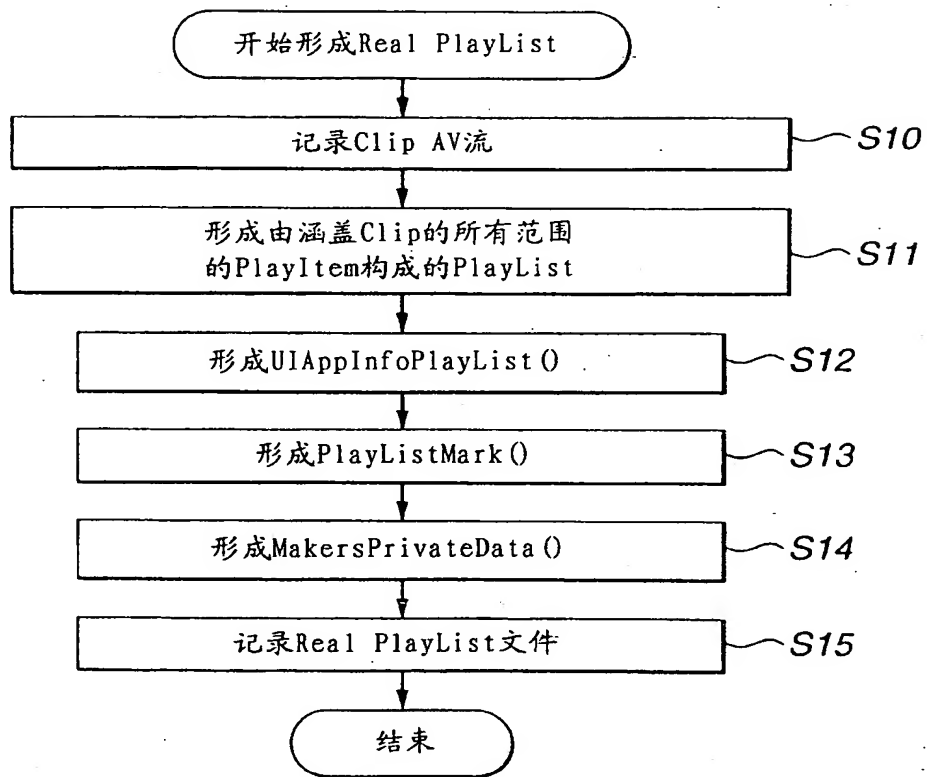 开始形成Real PlayList
记录Clip AV流
S10
形成由涵盖Clip的所有范围
的PlayItem构成的PlayList
S11
形成UIAppInfoPlayList()
S12
形成PlayListMark()
S13
形成MakersPrivateData()
S14
记录Real PlayList文件
S15
结束